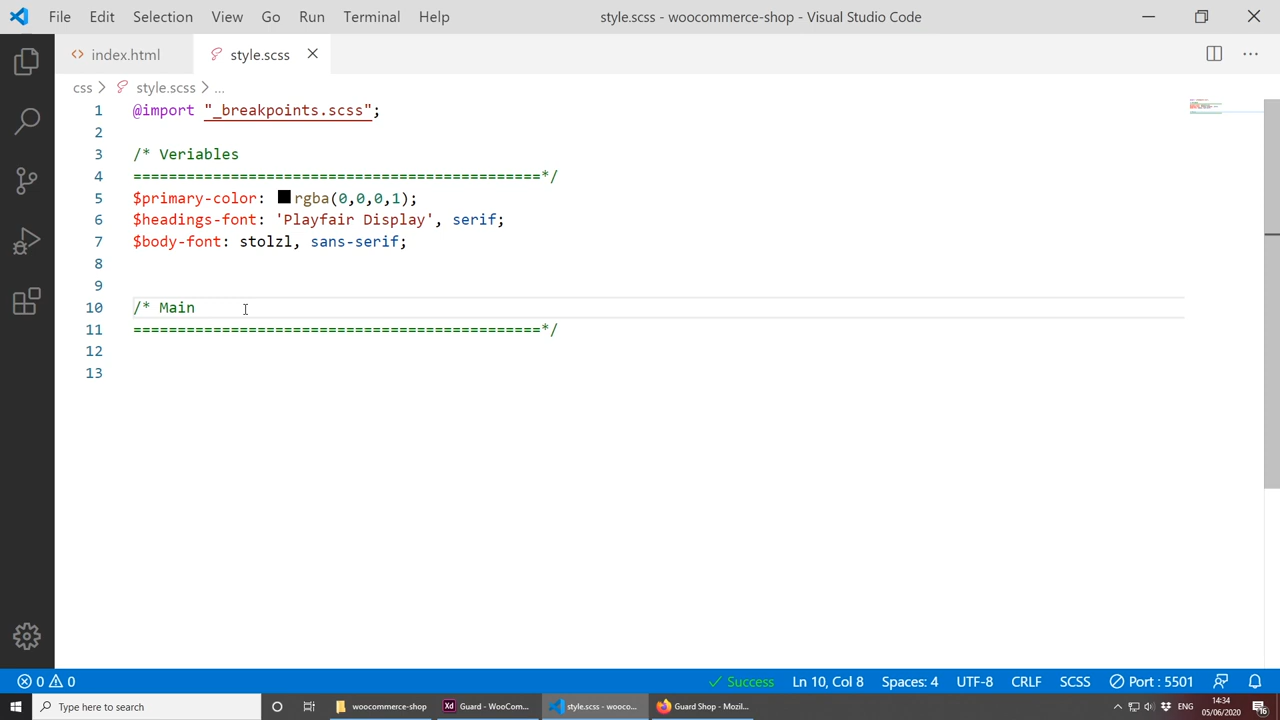 File Edit Selection View Go Run Terminal Help style.scss - woocommerce-shop - Visual Studio Code
index.html style.scss
css > style.scss > ...
1 @import "_breakpoints.scss";
2
3 /* Veriables
4 ==============================================*/
5 $primary-color: rgba(0,0,0,1);
6 $headings-font: 'Playfair Display', serif;
7 $body-font: stolzl, sans-serif;
8
9
10 /* Main
11 ==============================================*/
12
13
0 0 Success Ln 10, Col 8 Spaces: 4 UTF-8 CRLF SCSS Port : 5501
Type here to search woocommerce-shop Guard - WooCom... style.scss - wooco... Guard Shop - Mozil... ENG 14:34
05/06/2020 16